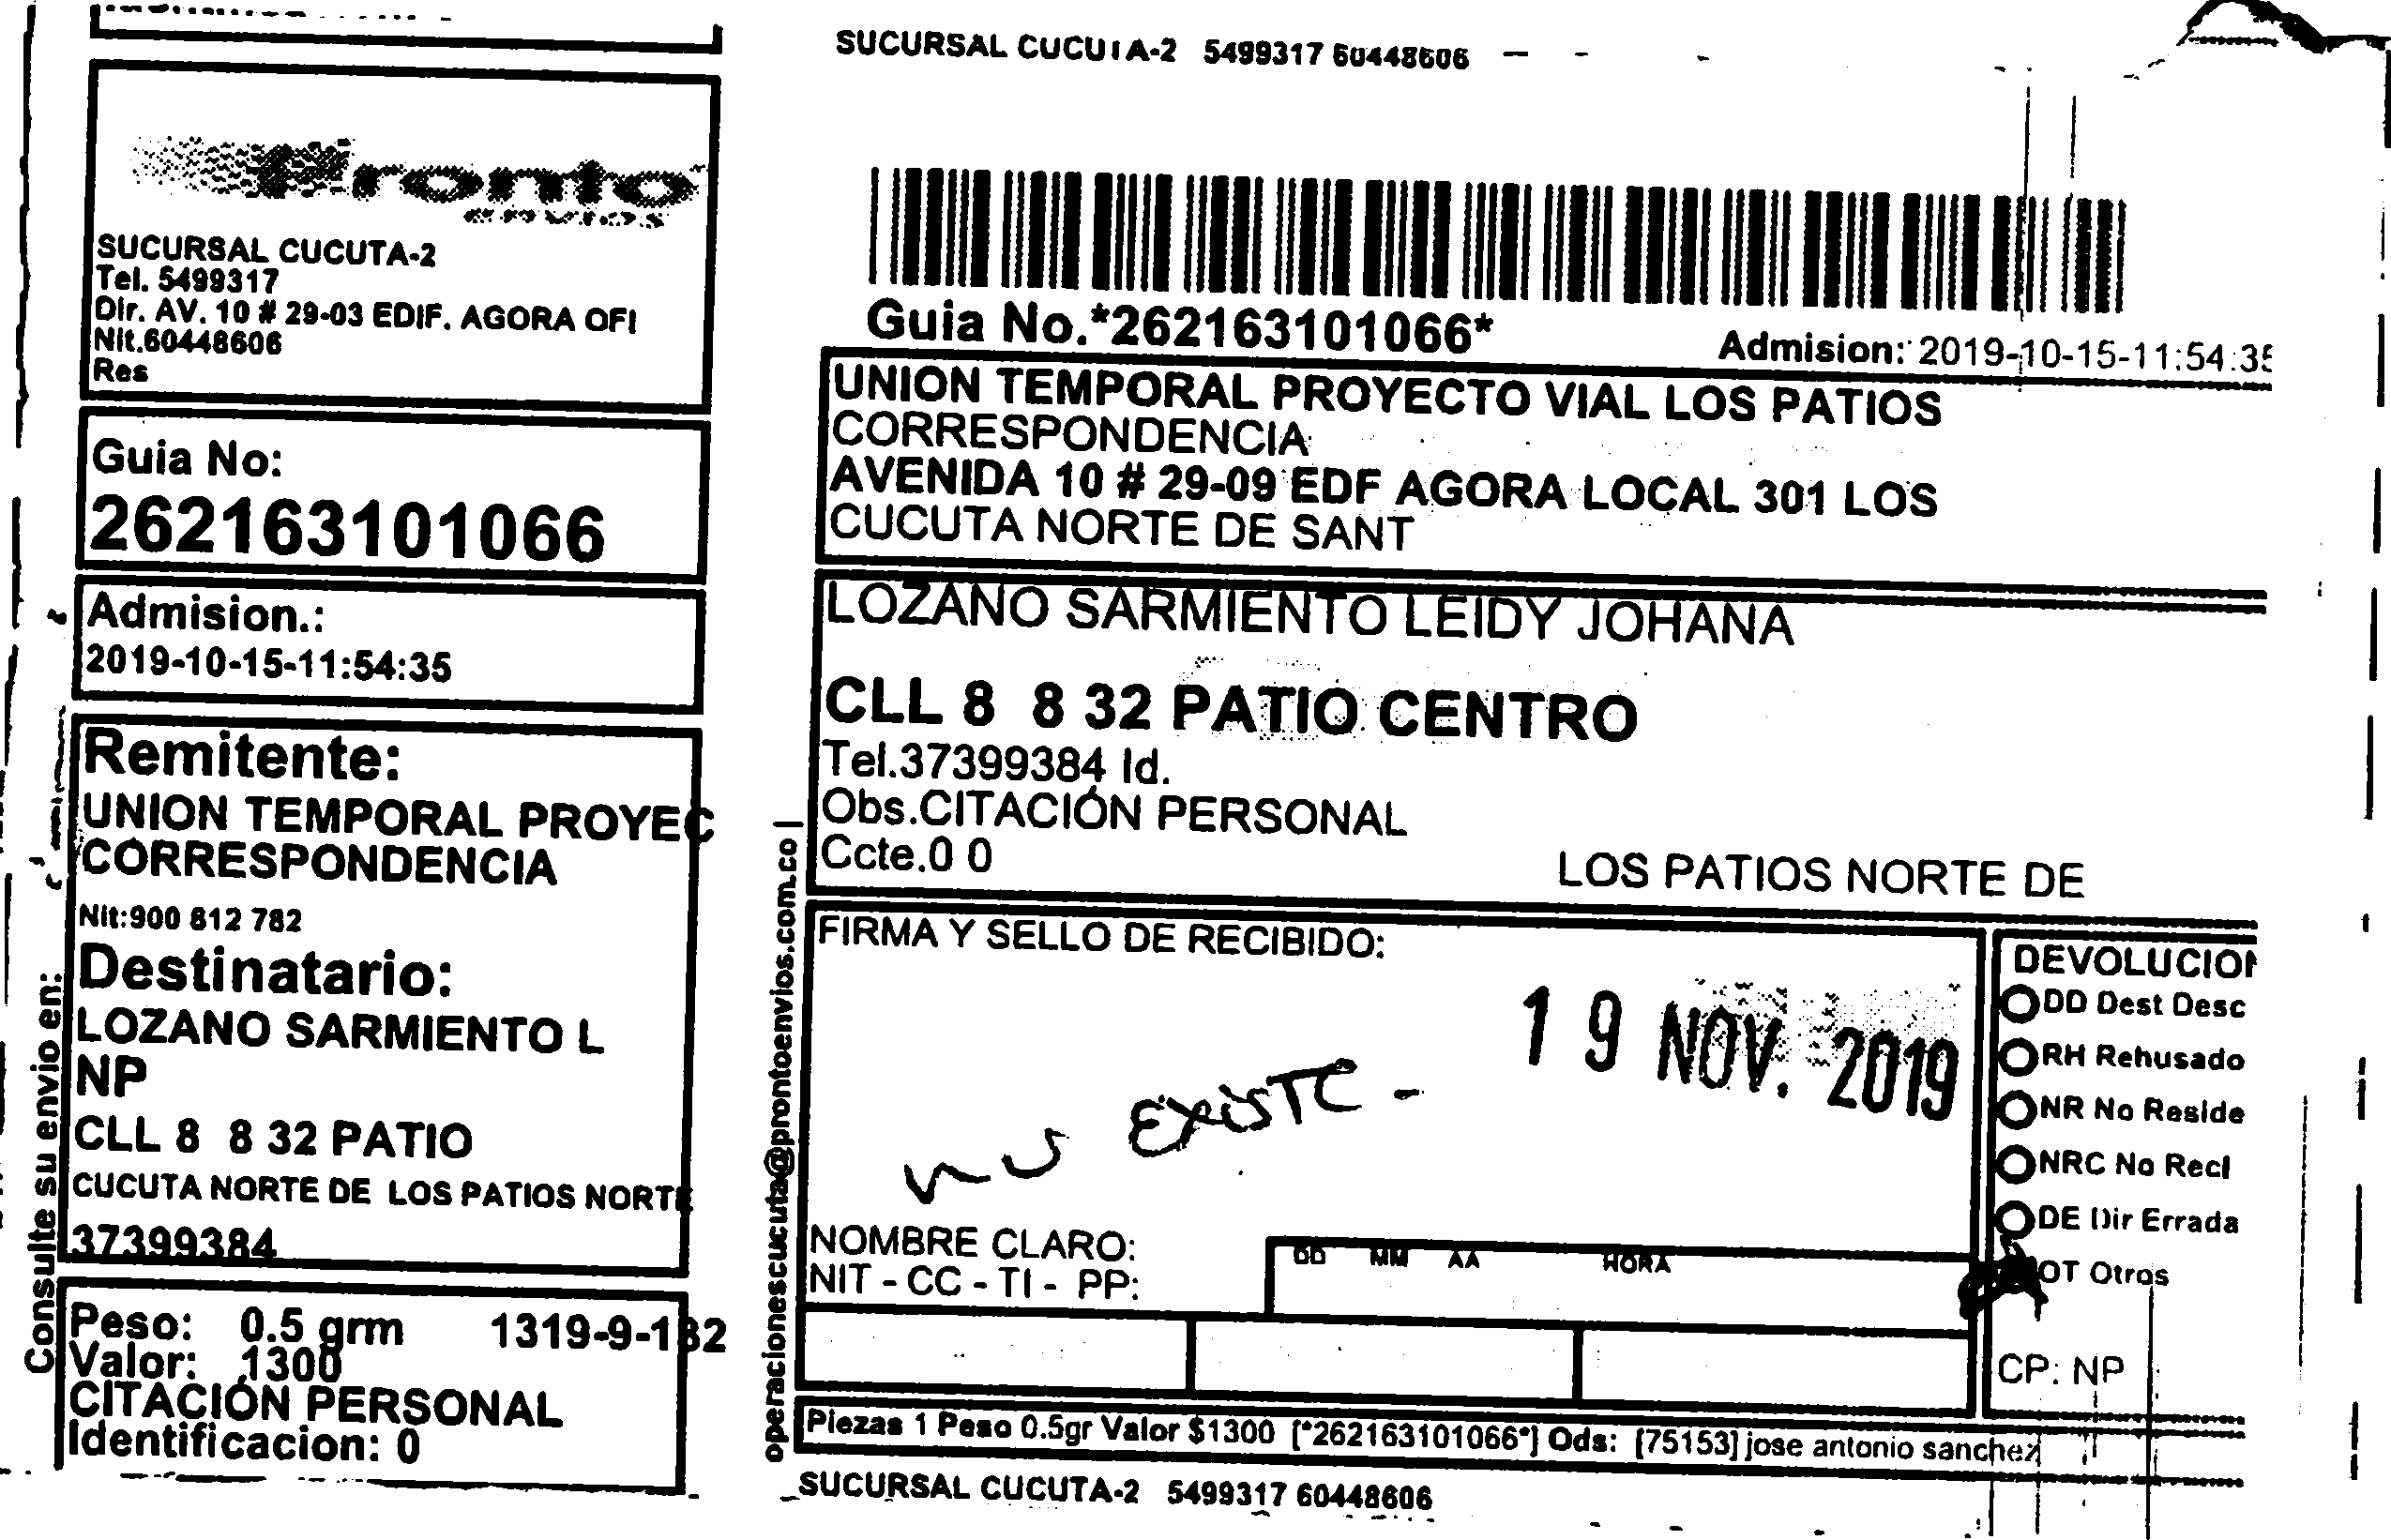 Pronto
envios
SUCURSAL CUCUTA-2
Tel. 5499317
Dir. AV. 10 # 29-03 EDIF. AGORA OFI
Nit.60448606
Res
Guia No:
262163101066
Admision.:
2019-10-15-11:54:35
Remitente:
UNION TEMPORAL PROYEC
CORRESPONDENCIA
Nit:900 812 782
Destinatario:
LOZANO SARMIENTO L
NP
CLL 8 8 32 PATIO
CUCUTA NORTE DE LOS PATIOS NORTE
37399384
Peso: 0.5 grm 1319-9-132
Valor: 1300
CITACIÓN PERSONAL
Identificacion: 0
Consulte su envio en:
operacionescucuta@prontoenvios.com.co |
SUCURSAL CUCUTA-2 5499317 60448606
Guia No.*262163101066*
Admision: 2019-10-15-11:54:35
UNION TEMPORAL PROYECTO VIAL LOS PATIOS
CORRESPONDENCIA
AVENIDA 10 # 29-09 EDF AGORA LOCAL 301 LOS
CUCUTA NORTE DE SANT
LOZANO SARMIENTO LEIDY JOHANA
CLL 8 8 32 PATIO CENTRO
Tel.37399384 Id.
Obs.CITACIÓN PERSONAL
Ccte.0 0
LOS PATIOS NORTE DE
FIRMA Y SELLO DE RECIBIDO:
19 NOV. 2019
no EXISTE -
NOMBRE CLARO:
NIT - CC - TI - PP:
DD MM AA HORA
DEVOLUCION
DD Dest Desc
RH Rehusado
NR No Reside
NRC No Recl
DE Dir Errada
OT Otros
CP: NP
Piezas 1 Peso 0.5gr Valor $1300 [*262163101066*] Ods: [75153] jose antonio sanchez
SUCURSAL CUCUTA-2 5499317 60448606